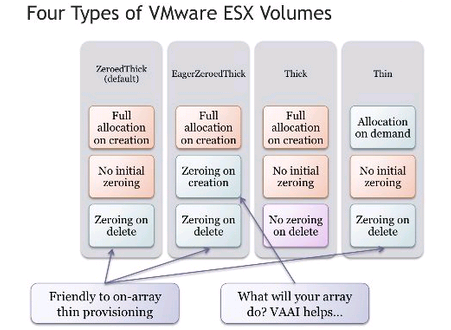 Four Types of VMware ESX Volumes
ZeroedThick
(default)
Full
allocation
on creation
No initial
zeroing
Zeroing on
delete
EagerZeroedThick
Full
allocation
on creation
Zeroing on
creation
Zeroing on
delete
Thick
Full
allocation
on creation
No initial
zeroing
No zeroing
on delete
Thin
Allocation
on demand
No initial
zeroing
Zeroing on
delete
Friendly to on-array
thin provisioning
What will your array
do? VAAI helps...